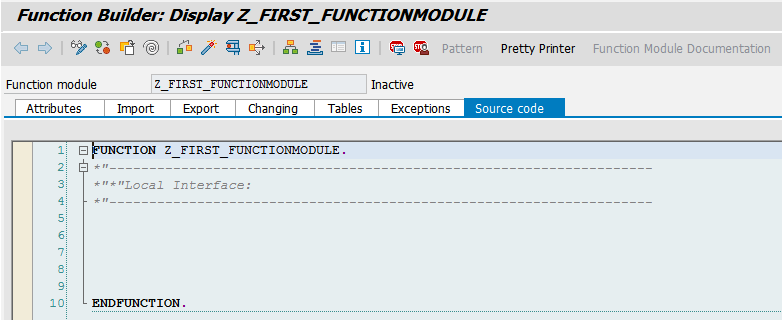 Function Builder: Display Z_FIRST_FUNCTIONMODULE
Pattern Pretty Printer Function Module Documentation
Function module Z_FIRST_FUNCTIONMODULE Inactive
Attributes Import Export Changing Tables Exceptions Source code
1 FUNCTION Z_FIRST_FUNCTIONMODULE.
2 *"----------------------------------------------------------------------
3 *"*"Local Interface:
4 *"----------------------------------------------------------------------
5
6
7
8
9
10 ENDFUNCTION.